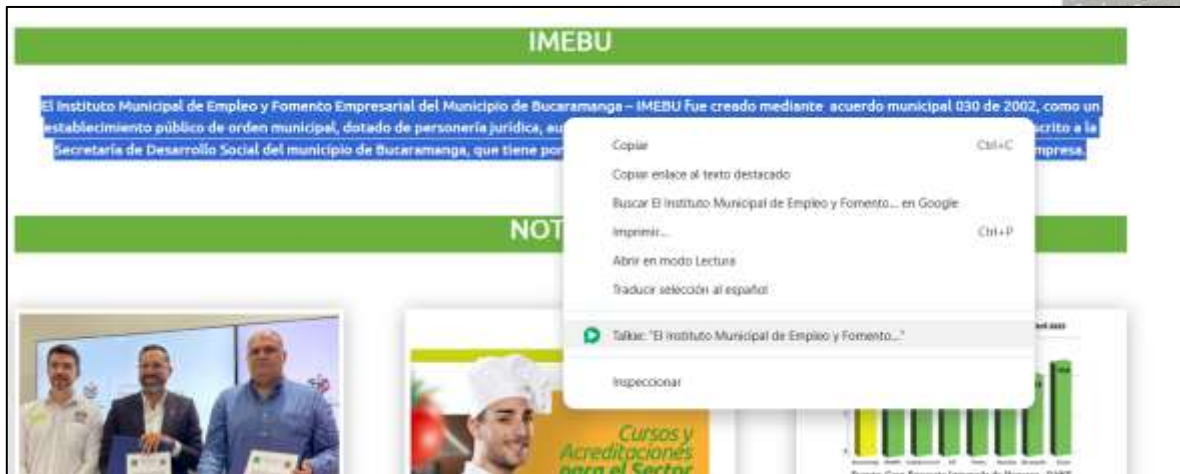 IMEBU
El Instituto Municipal de Empleo y Fomento Empresarial del Municipio de Bucaramanga – IMEBU fue creado mediante acuerdo municipal 030 de 2002, como un
establecimiento público de orden municipal, dotado de personería jurídica, au
scrito a la
Secretaría de Desarrollo Social del municipio de Bucaramanga, que tiene por
mpresa.
Copiar Ctrl+C
Copiar enlace al texto destacado
Buscar El Instituto Municipal de Empleo y Fomento... en Google
Imprimir... Ctrl+P
Abrir en modo Lectura
Traducir selección al español
Talkie: "El Instituto Municipal de Empleo y Fomento..."
Inspeccionar
NOT
Cursos y
Acreditaciones
para el Sector